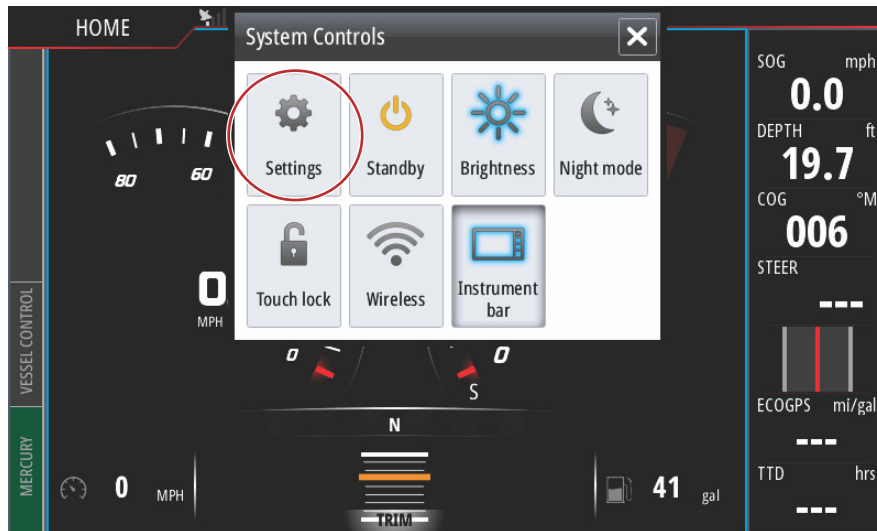 HOME
System Controls
Settings
Standby
Brightness
Night mode
Touch lock
Wireless
Instrument
bar
80
60
0
MPH
0
0
S
N
TRIM
0 MPH
41 gal
VESSEL CONTROL
MERCURY
SOG mph
0.0
DEPTH ft
19.7
COG °M
006
STEER
---
ECOGPS mi/gal
---
TTD hrs
---